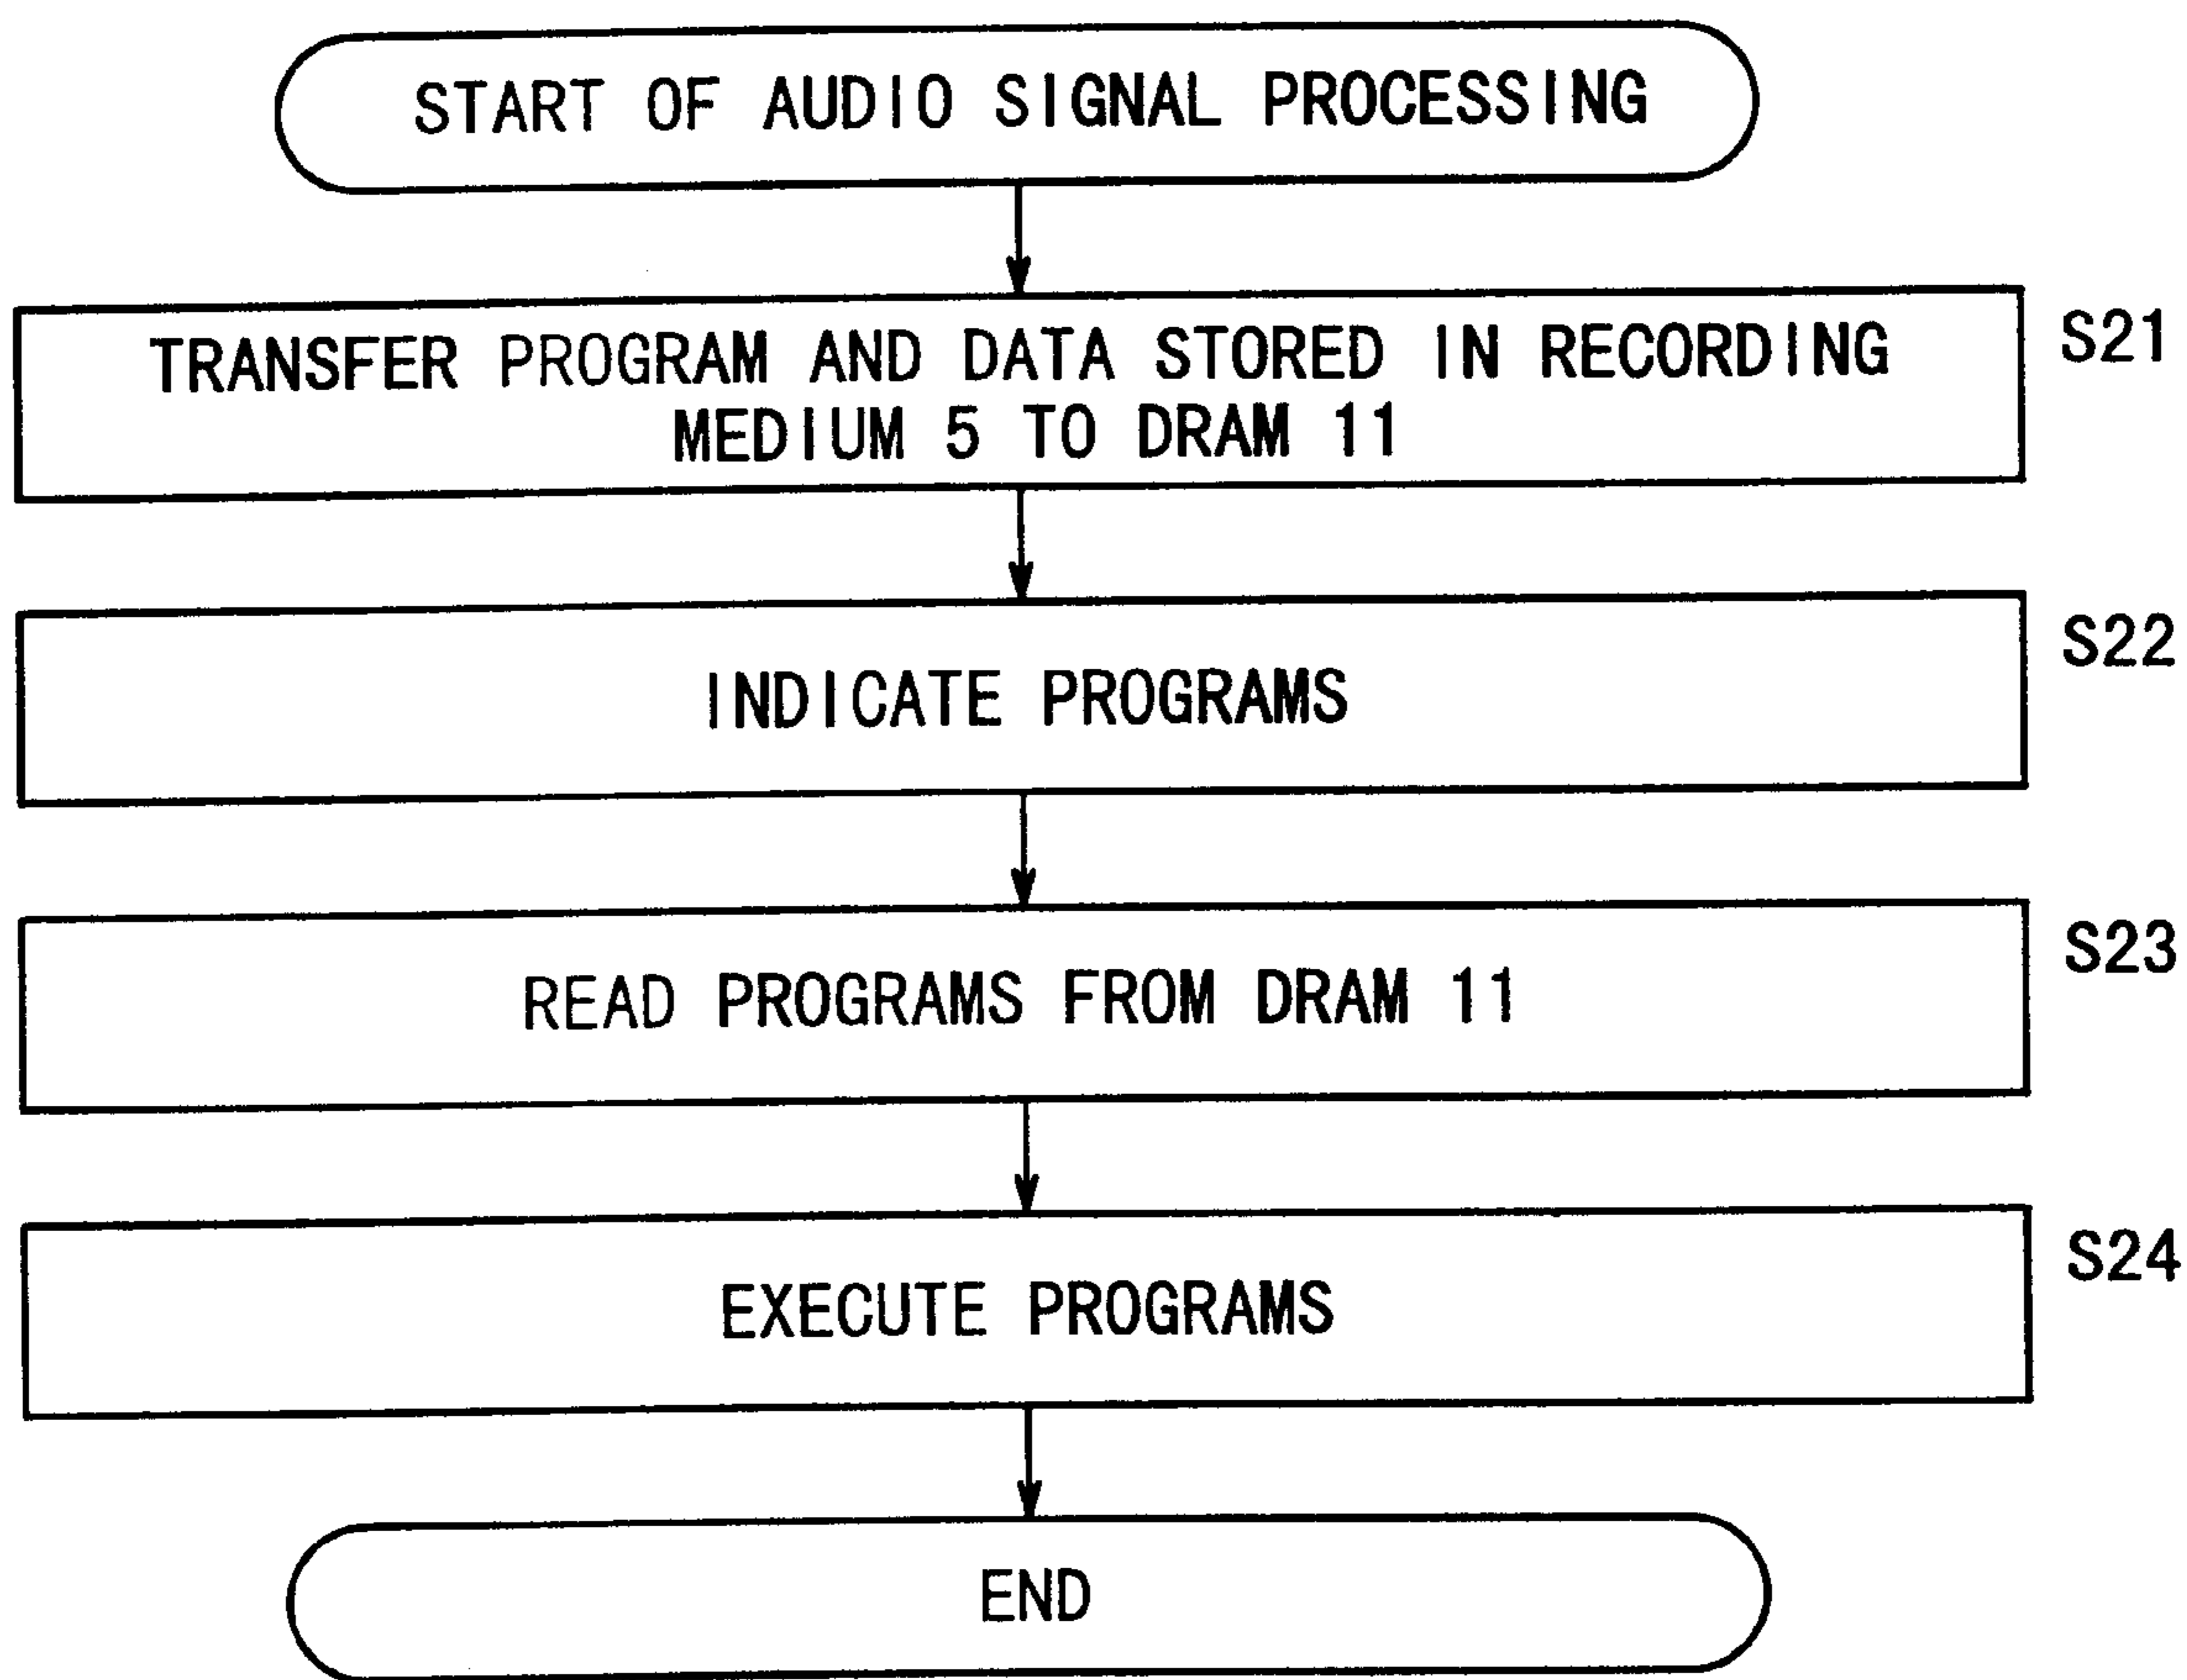 START OF AUDIO SIGNAL PROCESSING
TRANSFER PROGRAM AND DATA STORED IN RECORDING
MEDIUM 5 TO DRAM 11
S21
INDICATE PROGRAMS
S22
READ PROGRAMS FROM DRAM 11
S23
EXECUTE PROGRAMS
S24
END